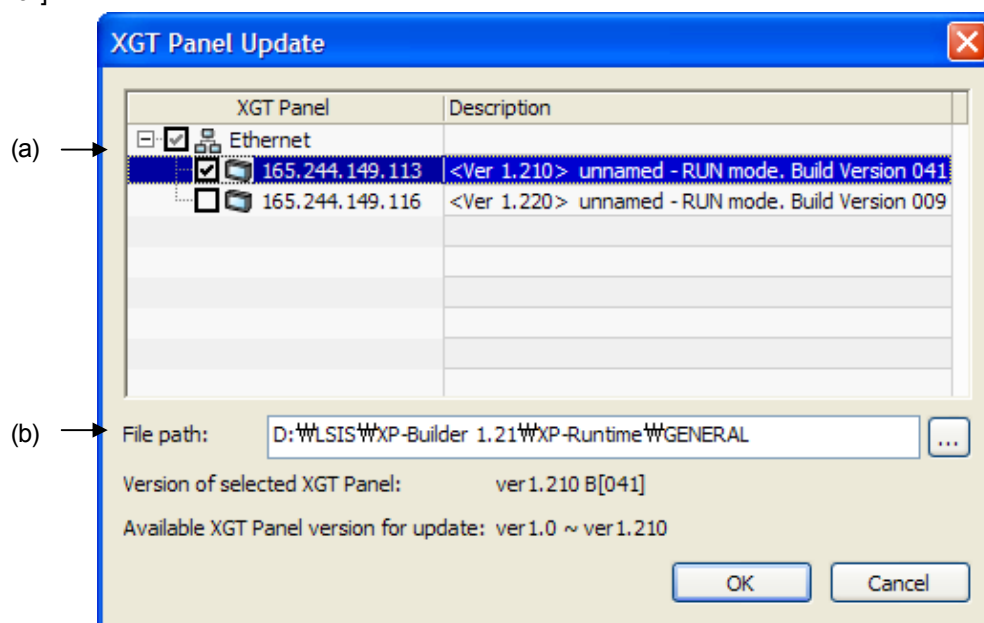 XGT Panel Update
XGT Panel Description
(a)
Ethernet
165.244.149.113 <Ver 1.210> unnamed - RUN mode. Build Version 041
165.244.149.116 <Ver 1.220> unnamed - RUN mode. Build Version 009
(b) File path: D:₩LSIS₩XP-Builder 1.21₩XP-Runtime₩GENERAL ...
Version of selected XGT Panel: ver1.210 B[041]
Available XGT Panel version for update: ver1.0 ~ ver1.210
OK Cancel